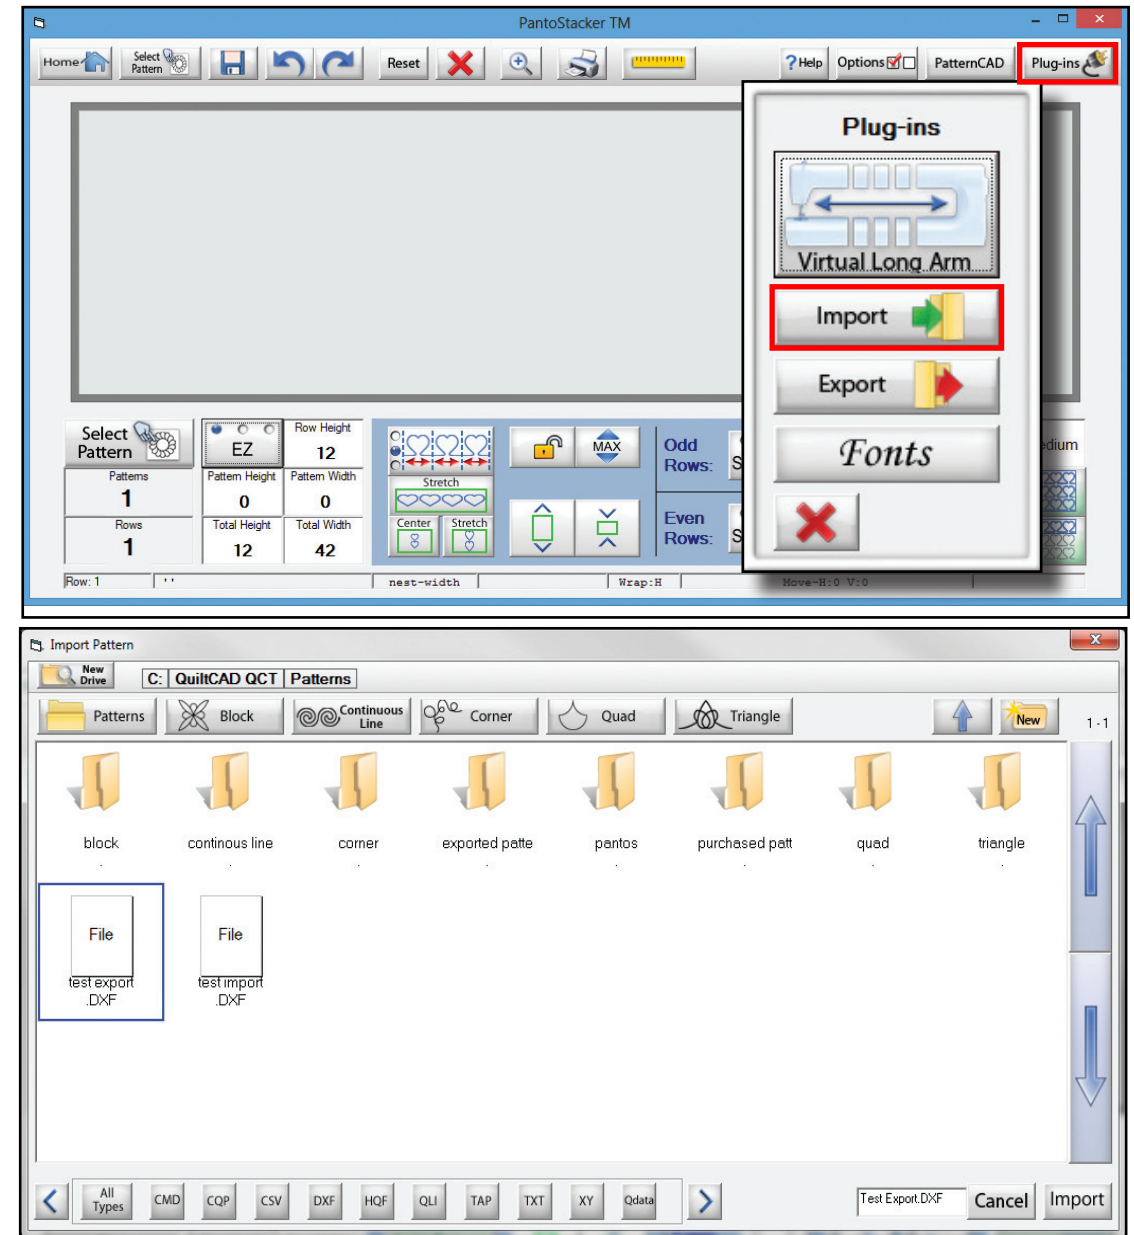 PantoStacker TM
Home
Select
Pattern
Reset
? Help
Options
PatternCAD
Plug-ins
Plug-ins
Virtual Long Arm
Import
Export
Fonts
Select
Pattern
EZ
Row Height
12
Patterns
1
Pattern Height
0
Pattern Width
0
Rows
1
Total Height
12
Total Width
42
Stretch
Center
Stretch
MAX
Odd
Rows:
S
Even
Rows:
S
dium
Row: 1
''
nest-width
Wrap:H
Move-H:0 V:0
Import Pattern
New
Drive
C: QuiltCAD QCT Patterns
Patterns
Block
Continuous
Line
Corner
Quad
Triangle
New
1 - 1
block
continous line
corner
exported patte
pantos
purchased patt
quad
triangle
File
test export
.DXF
File
test import
.DXF
All
Types
CMD
CQP
CSV
DXF
HQF
QLI
TAP
TXT
XY
Qdata
Test Export.DXF
Cancel
Import